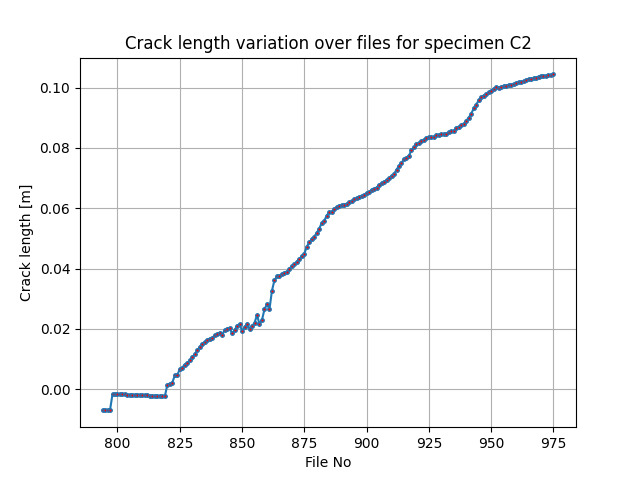 Crack length variation over files for specimen C2
0.10
0.08
0.06
0.04
0.02
0.00
Crack length [m]
800 825 850 875 900 925 950 975
File No